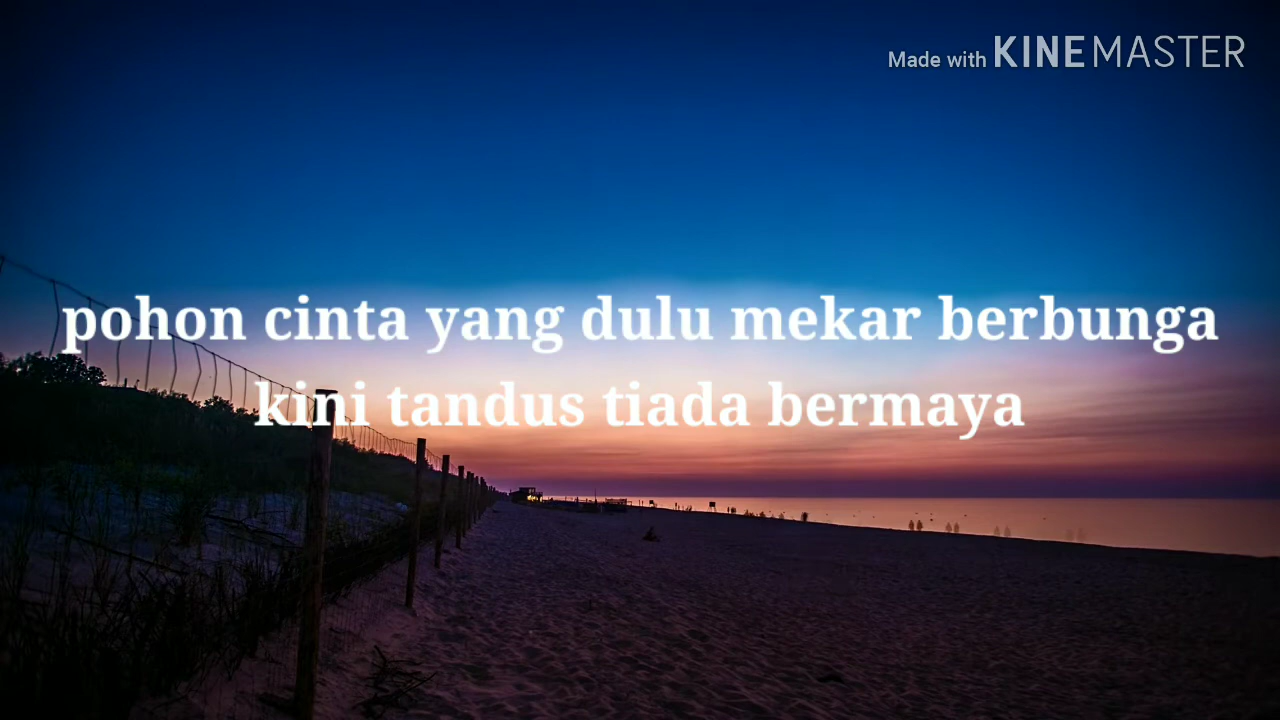 Made with KINEMASTER
pohon cinta yang dulu mekar berbunga
kini tandus tiada bermaya